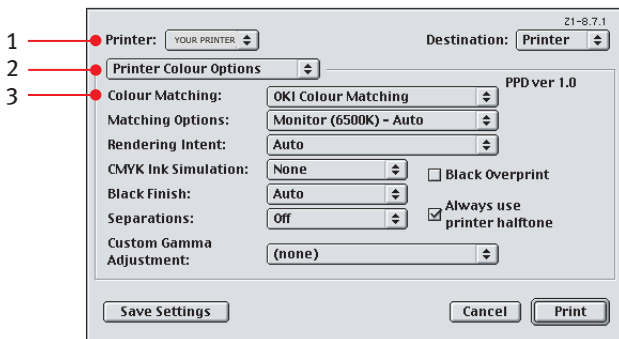 Z1-8.7.1
1 Printer: YOUR PRINTER Destination: Printer
2 Printer Colour Options
PPD ver 1.0
3 Colour Matching: OKI Colour Matching
Matching Options: Monitor (6500K) - Auto
Rendering Intent: Auto
CMYK Ink Simulation: None Black Overprint
Black Finish: Auto
Always use
Separations: Off printer halftone
Custom Gamma
Adjustment: (none)
Save Settings Cancel Print